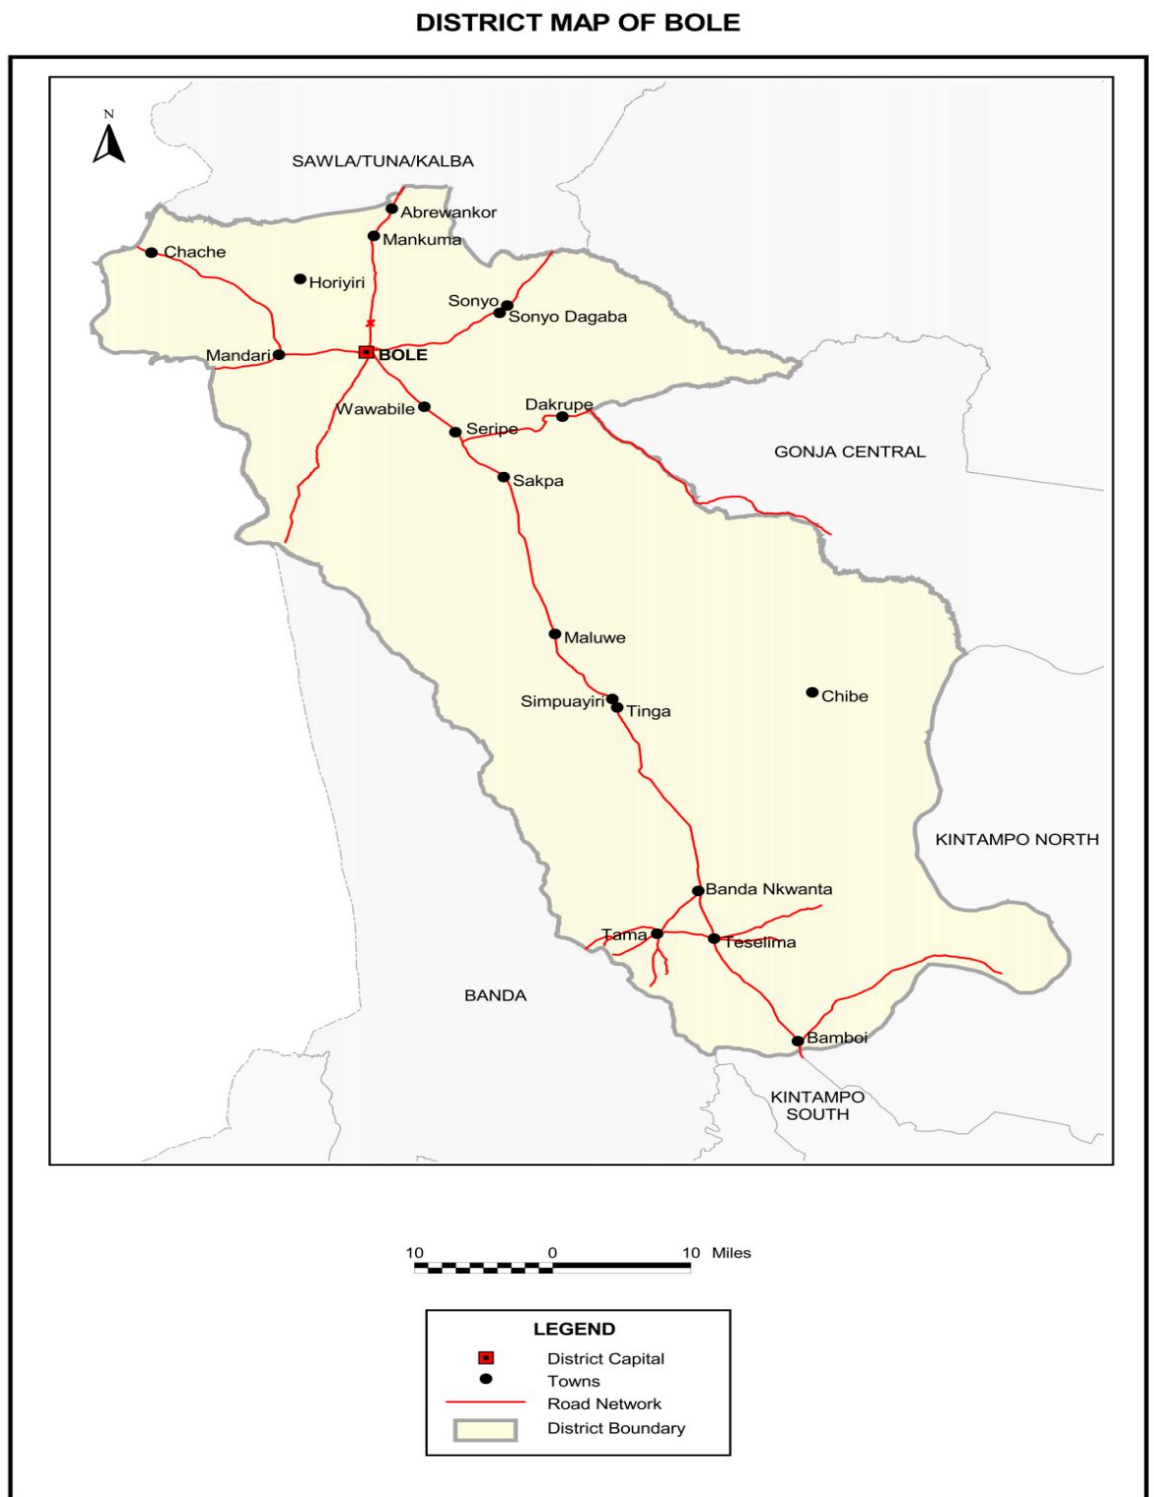 DISTRICT MAP OF BOLE
N
SAWLA/TUNA/KALBA
Abrewankor
Mankuma
Chache
Horiyiri
Sonyo
Sonyo Dagaba
Mandari
BOLE
Dakrupe
Wawabile
Seripe
GONJA CENTRAL
Sakpa
Maluwe
Chibe
Simpuayiri
Tinga
KINTAMPO NORTH
Banda Nkwanta
Tama
Teselima
BANDA
Bamboi
KINTAMPO
SOUTH
10 0 10 Miles
LEGEND
District Capital
Towns
Road Network
District Boundary